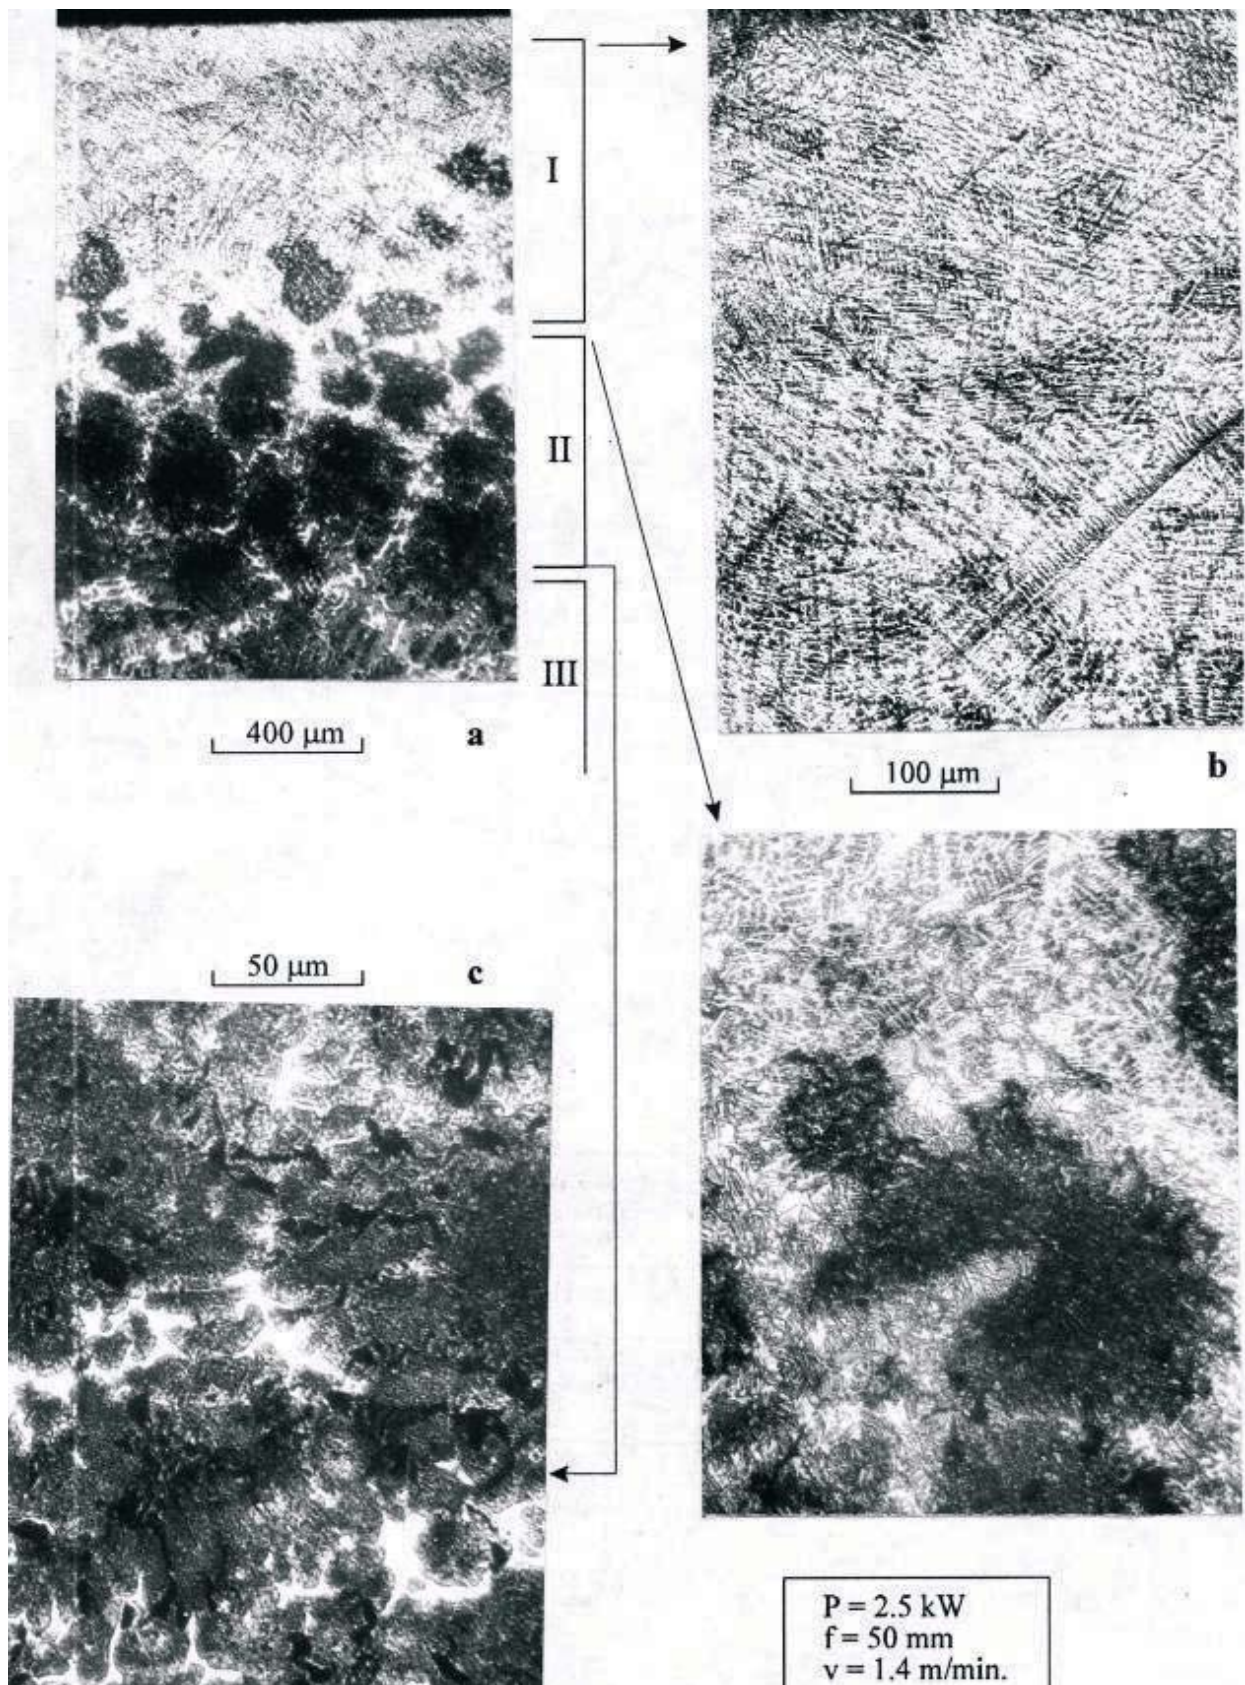 I
II
III
400 μm
a
100 μm
b
50 μm
c
P = 2.5 kW
f = 50 mm
v = 1.4 m/min.